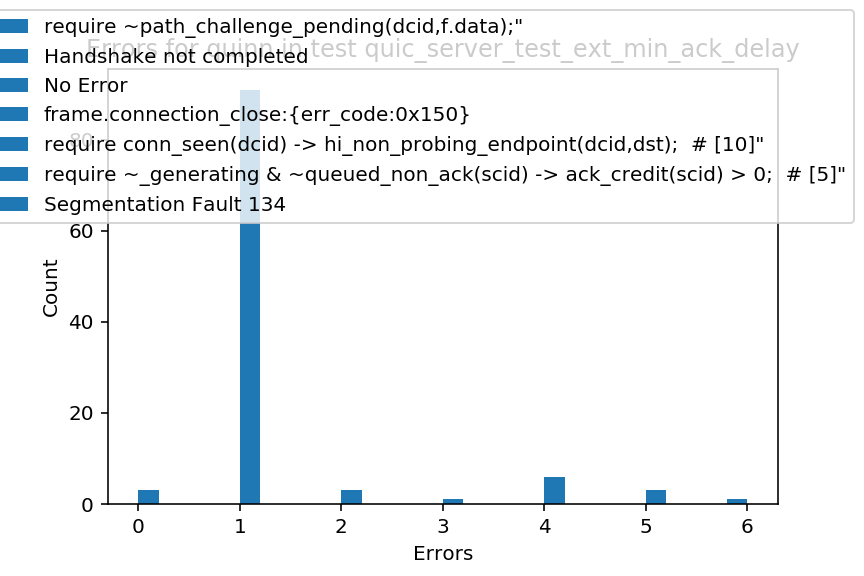 require ~path_challenge_pending(dcid,f.data);"
Errors for quinn in test quic_server_test_ext_min_ack_delay
Handshake not completed
No Error
frame.connection_close:{err_code:0x150}
80
require conn_seen(dcid) -> hi_non_probing_endpoint(dcid,dst);  # [10]"
require ~_generating & ~queued_non_ack(scid) -> ack_credit(scid) > 0;  # [5]"
Segmentation Fault 134
60
Count
40
20
0
0 1 2 3 4 5 6
Errors